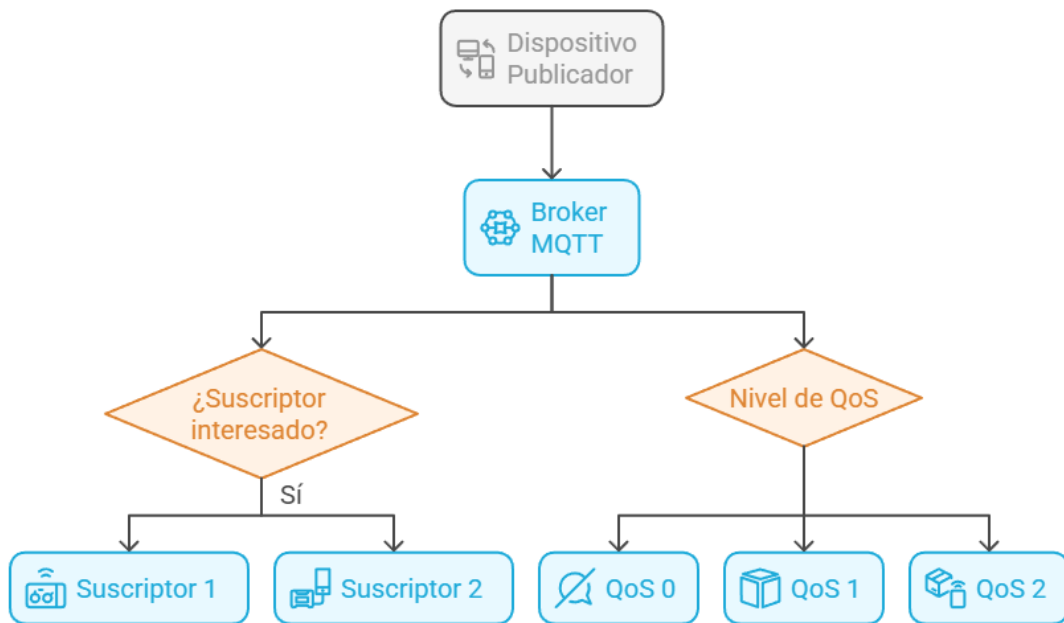 Dispositivo
Publicador
Broker
MQTT
¿Suscriptor
interesado?
Nivel de QoS
Sí
Suscriptor 1
Suscriptor 2
QoS 0
QoS 1
QoS 2